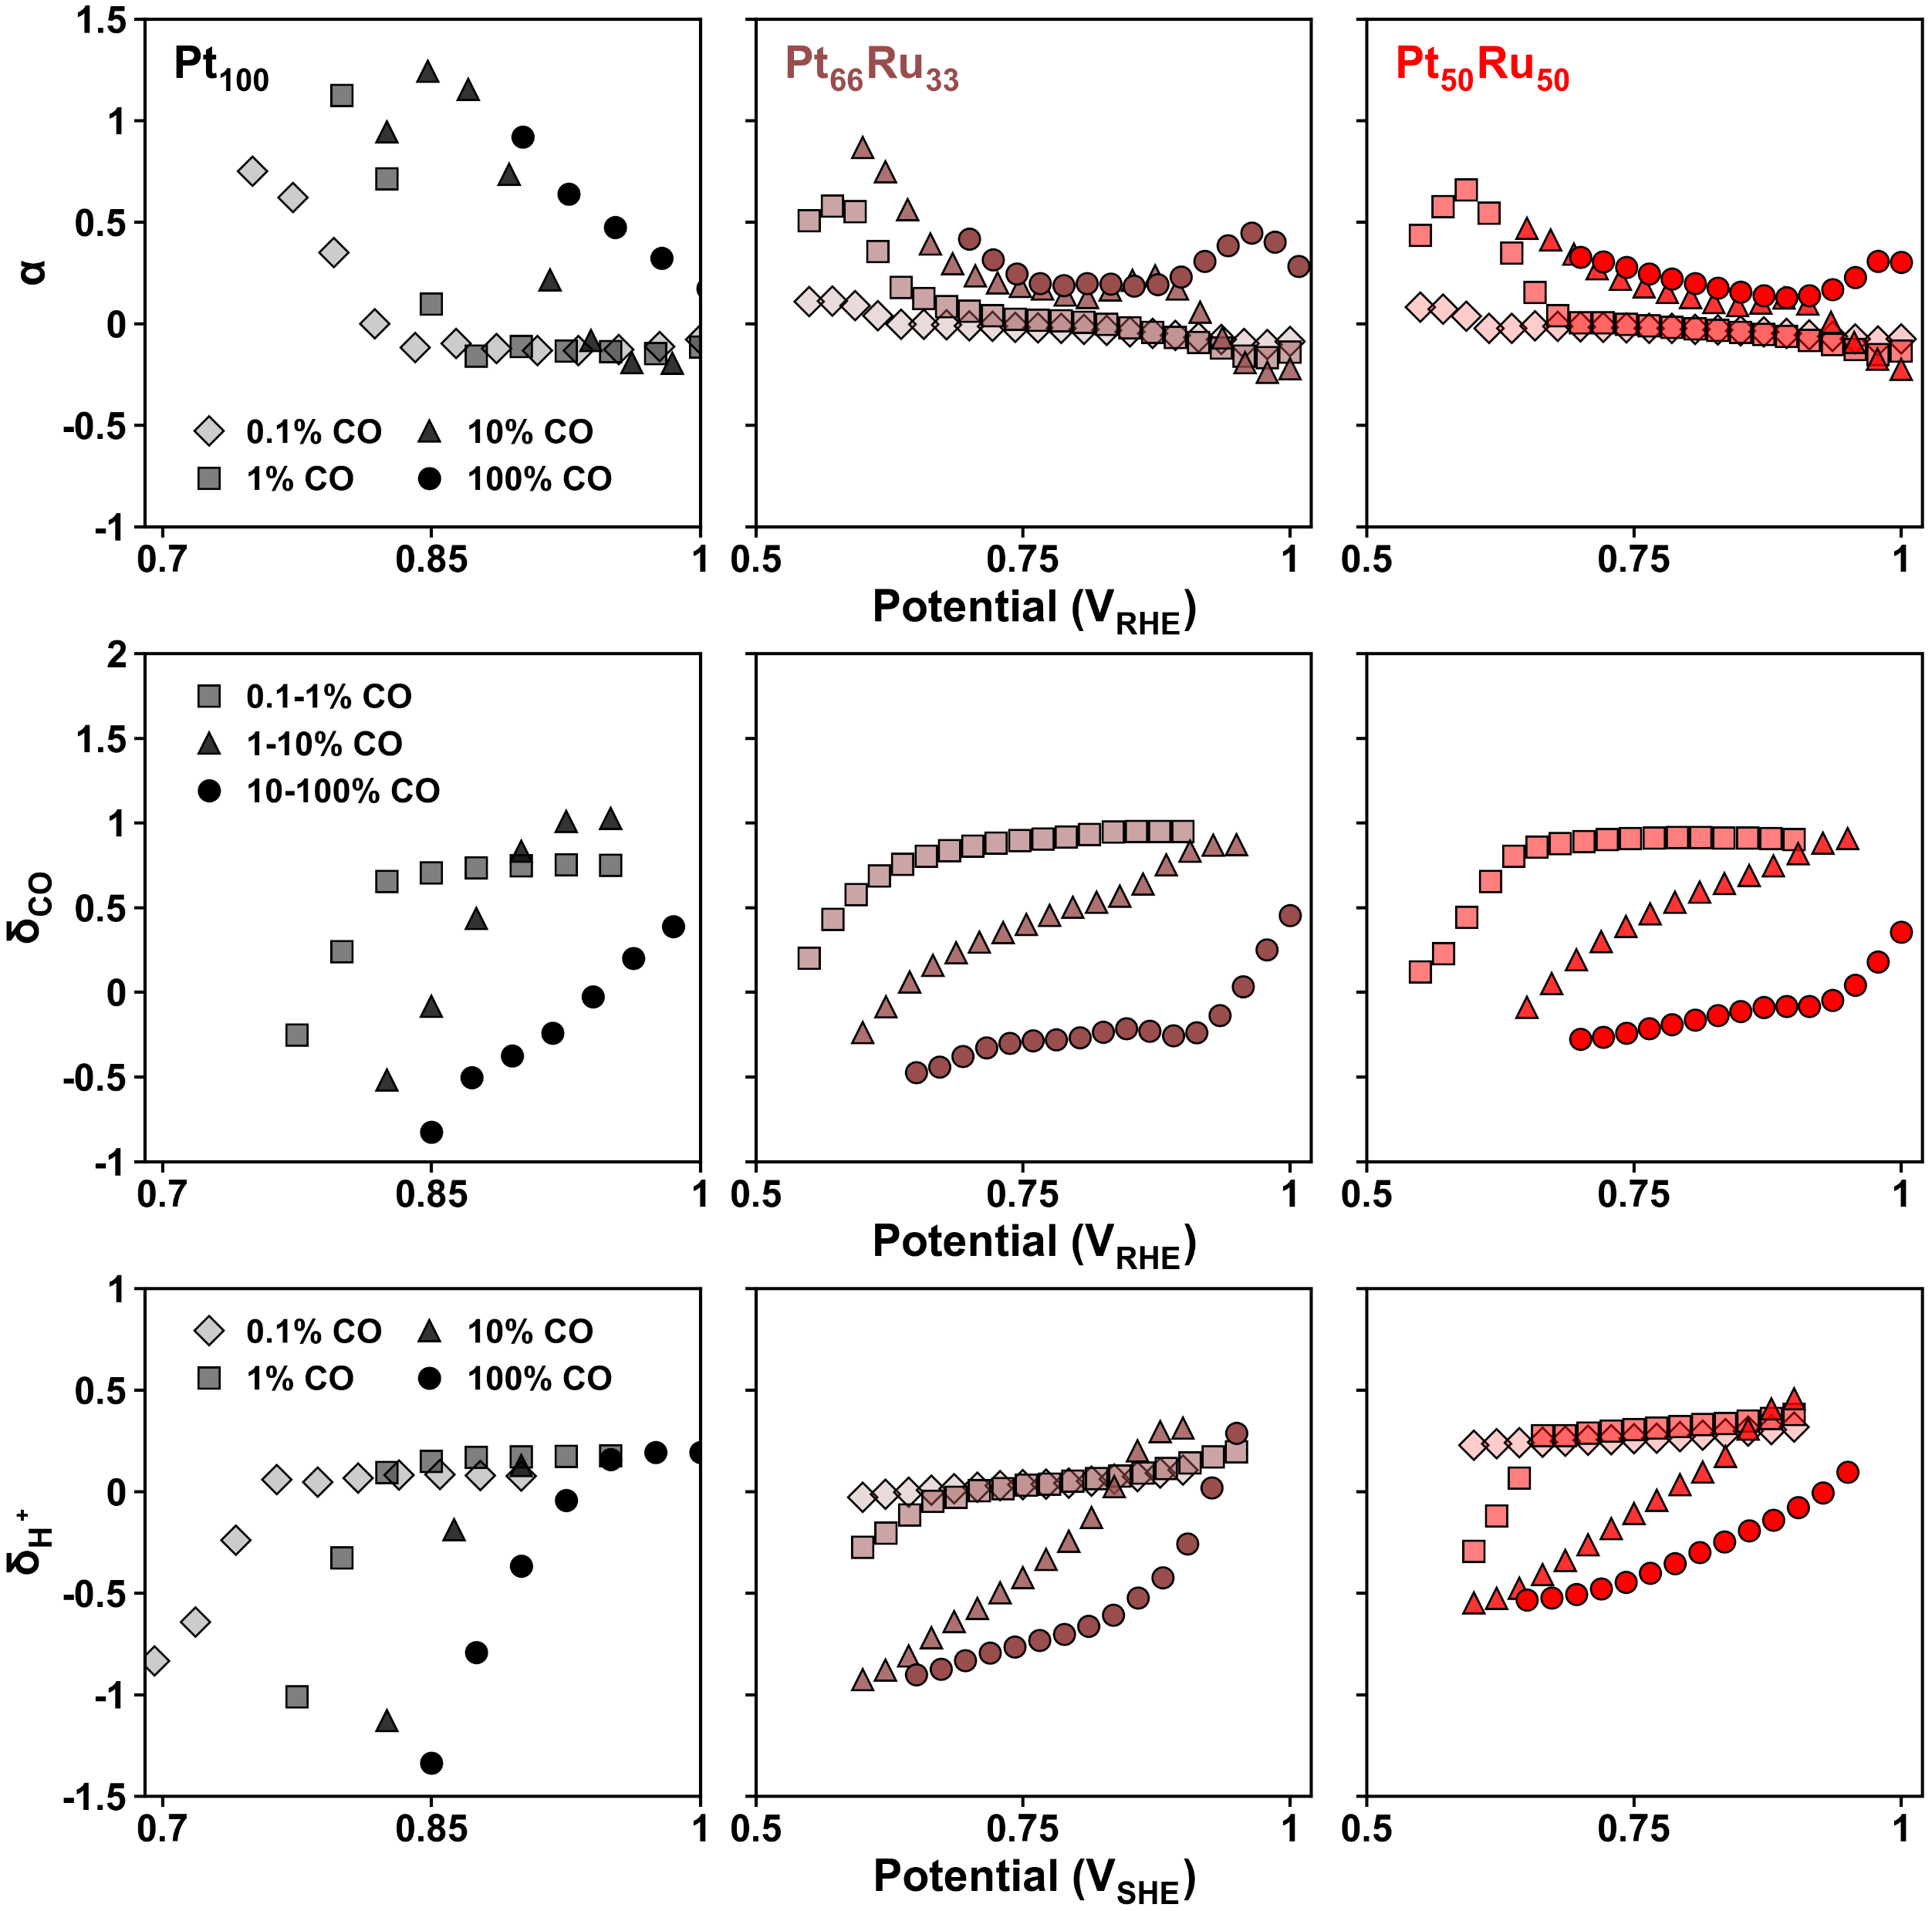 Pt100
Pt66Ru33
Pt50Ru50
1.5
1
0.5
0
-0.5
-1
α
0.1% CO
10% CO
1% CO
100% CO
0.7
0.85
1
0.5
0.75
1
0.5
0.75
1
Potential (VRHE)
2
1.5
1
0.5
0
-0.5
-1
δCO
0.1-1% CO
1-10% CO
10-100% CO
0.7
0.85
1
0.5
0.75
1
0.5
0.75
1
Potential (VRHE)
1
0.5
0
-0.5
-1
-1.5
δH+
0.1% CO
10% CO
1% CO
100% CO
0.7
0.85
1
0.5
0.75
1
0.5
0.75
1
Potential (VSHE)